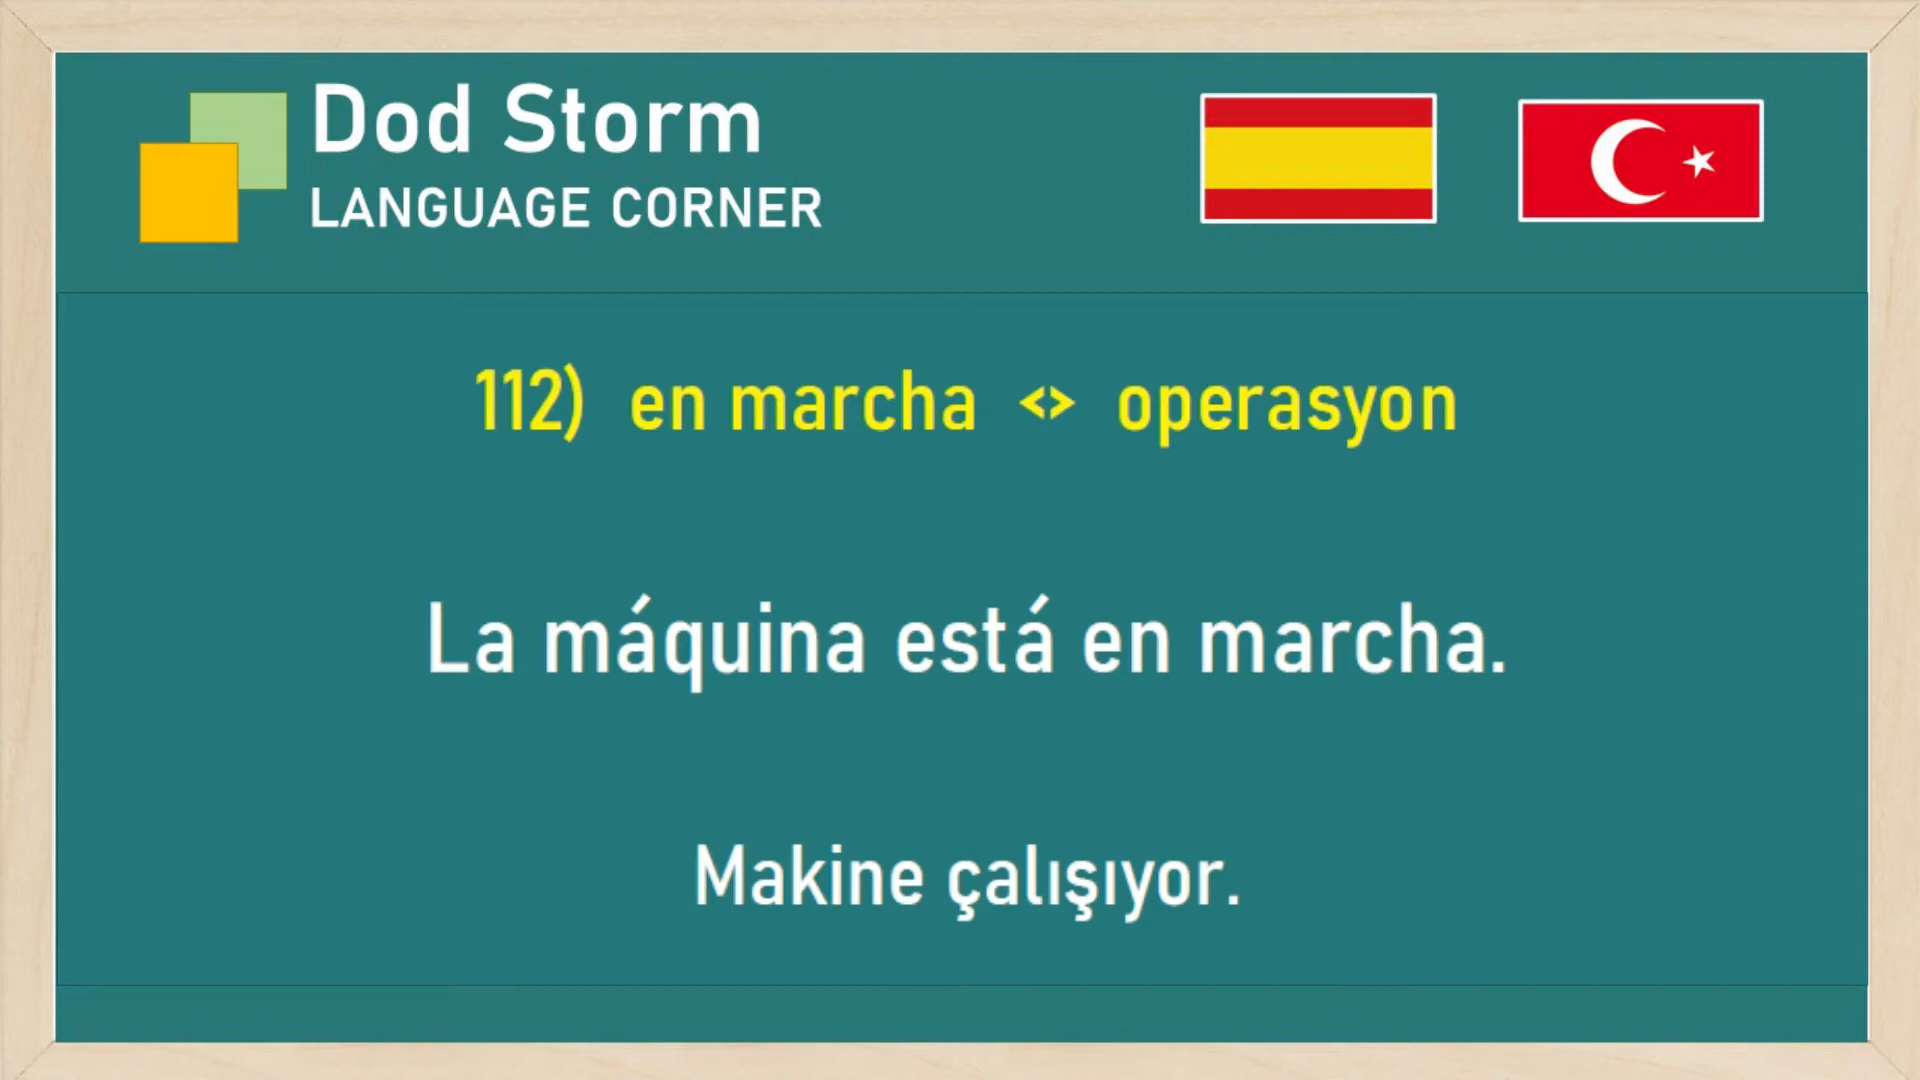 Dod Storm
LANGUAGE CORNER
112) en marcha <> operasyon
La máquina está en marcha.
Makine çalışıyor.